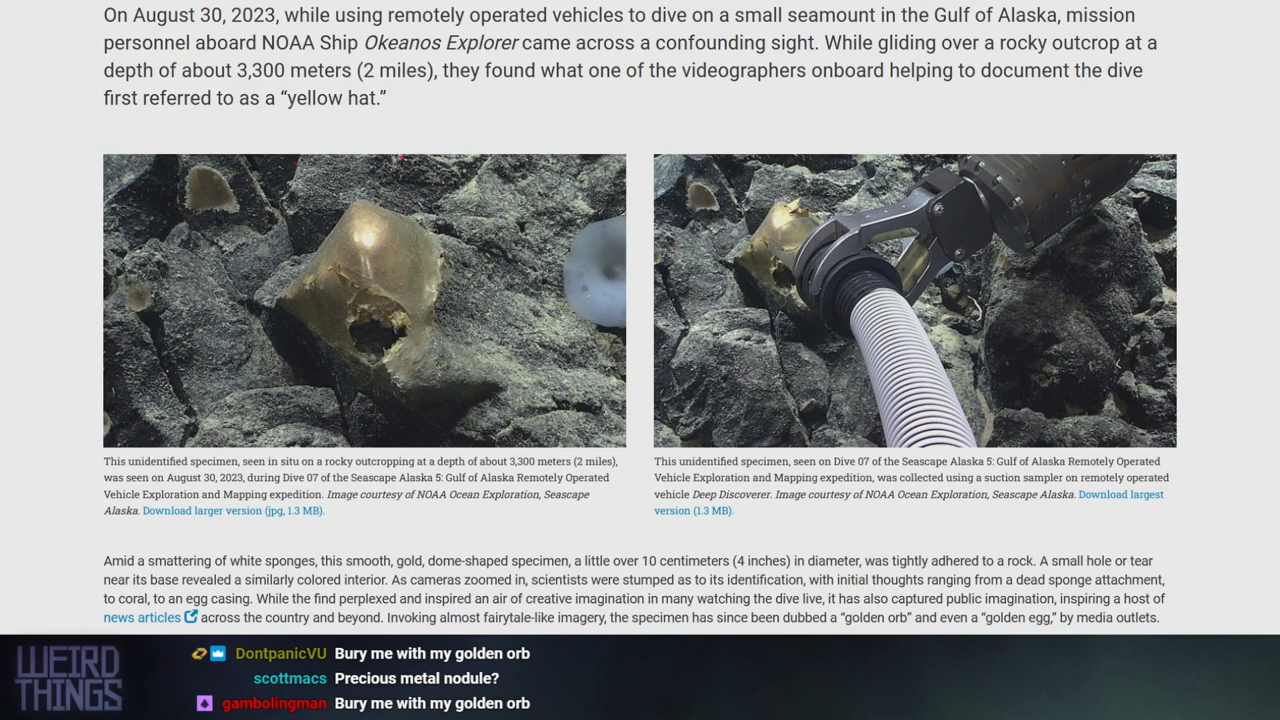 On August 30, 2023, while using remotely operated vehicles to dive on a small seamount in the Gulf of Alaska, mission
personnel aboard NOAA Ship Okeanos Explorer came across a confounding sight. While gliding over a rocky outcrop at a
depth of about 3,300 meters (2 miles), they found what one of the videographers onboard helping to document the dive
first referred to as a “yellow hat.”
This unidentified specimen, seen in situ on a rocky outcropping at a depth of about 3,300 meters (2 miles),
was seen on August 30, 2023, during Dive 07 of the Seascape Alaska 5: Gulf of Alaska Remotely Operated
Vehicle Exploration and Mapping expedition. Image courtesy of NOAA Ocean Exploration, Seascape
Alaska. Download larger version (jpg, 1.3 MB).
This unidentified specimen, seen on Dive 07 of the Seascape Alaska 5: Gulf of Alaska Remotely Operated
Vehicle Exploration and Mapping expedition, was collected using a suction sampler on remotely operated
vehicle Deep Discoverer. Image courtesy of NOAA Ocean Exploration, Seascape Alaska. Download largest
version (1.3 MB).
Amid a smattering of white sponges, this smooth, gold, dome-shaped specimen, a little over 10 centimeters (4 inches) in diameter, was tightly adhered to a rock. A small hole or tear
near its base revealed a similarly colored interior. As cameras zoomed in, scientists were stumped as to its identification, with initial thoughts ranging from a dead sponge attachment,
to coral, to an egg casing. While the find perplexed and inspired an air of creative imagination in many watching the dive live, it has also captured public imagination, inspiring a host of
news articles across the country and beyond. Invoking almost fairytale-like imagery, the specimen has since been dubbed a “golden orb” and even a “golden egg,” by media outlets.
WEIRD
THINGS
DontpanicVU Bury me with my golden orb
scottmacs Precious metal nodule?
gambolingman Bury me with my golden orb